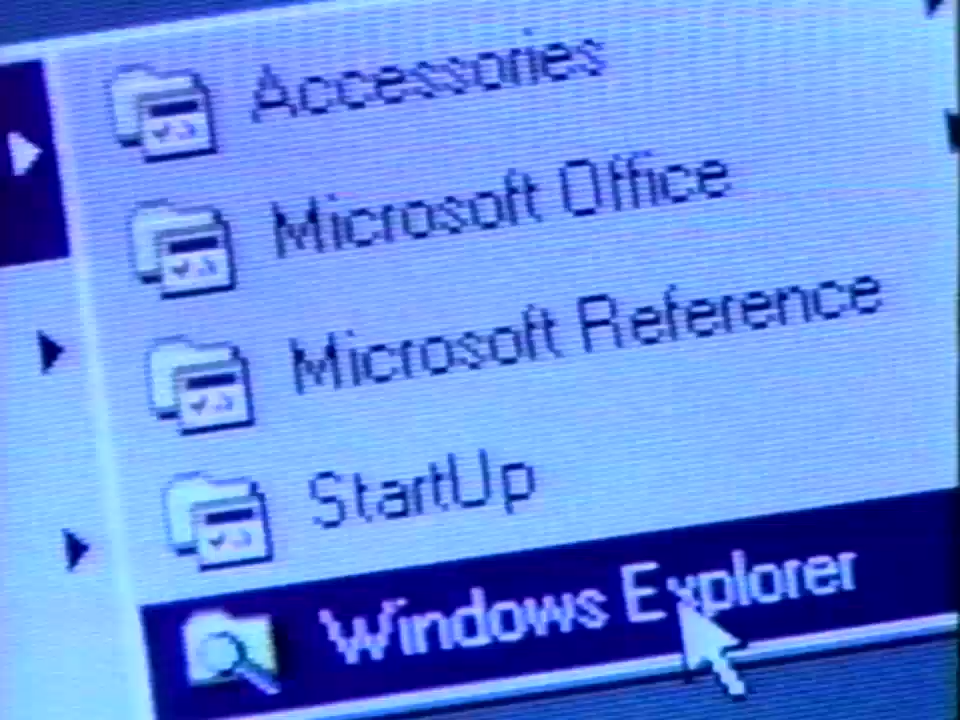 Accessories
Microsoft Office
Microsoft Reference
StartUp
Windows Explorer